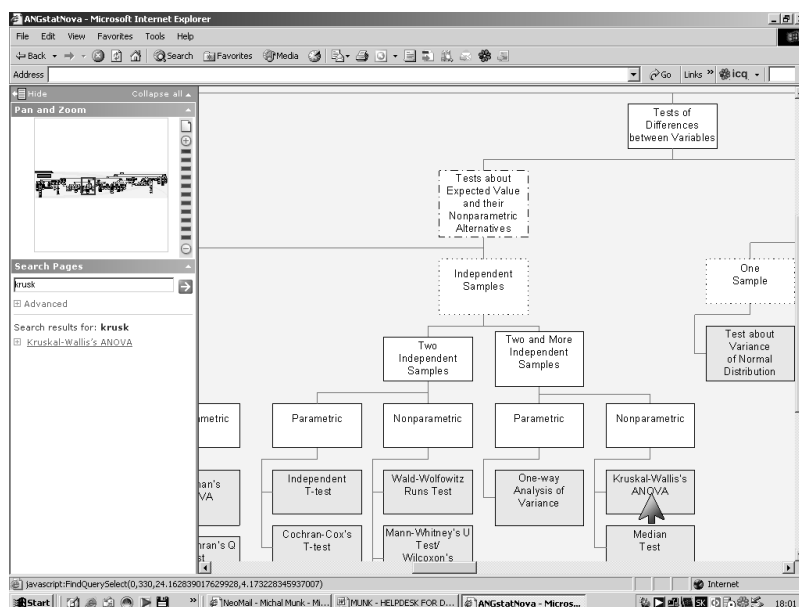 ANGstatNova - Microsoft Internet Explorer
File Edit View Favorites Tools Help
Back Search Favorites Media
Address Go Links » icq
Hide Collapse all
Pan and Zoom
Search Pages
krusk
Advanced
Search results for: krusk
Kruskal-Wallis's ANOVA
Tests of
Differences
between Variables
Tests about
Expected Value
and their
Nonparametric
Alternatives
Independent
Samples
One
Sample
Two
Independent
Samples
Two and More
Independent
Samples
Test about
Variance
of Normal
Distribution
ametric
Parametric
Nonparametric
Parametric
Nonparametric
nan's
VA
Independent
T-test
Wald-Wolfowitz
Runs Test
One-way
Analysis of
Variance
Kruskal-Wallis's
ANOVA
hran's Q
st
Cochran-Cox's
T-test
Mann-Whitney's U
Test/
Wilcoxon's
Median
Test
javascript:FindQuerySelect(0,330,24.162839017629928,4.173228345937007) Internet
Start » NeoMail - Michal Munk - Mi... MUNK - HELPDESK FOR D... ANGstatNova - Micros... SK 18:01